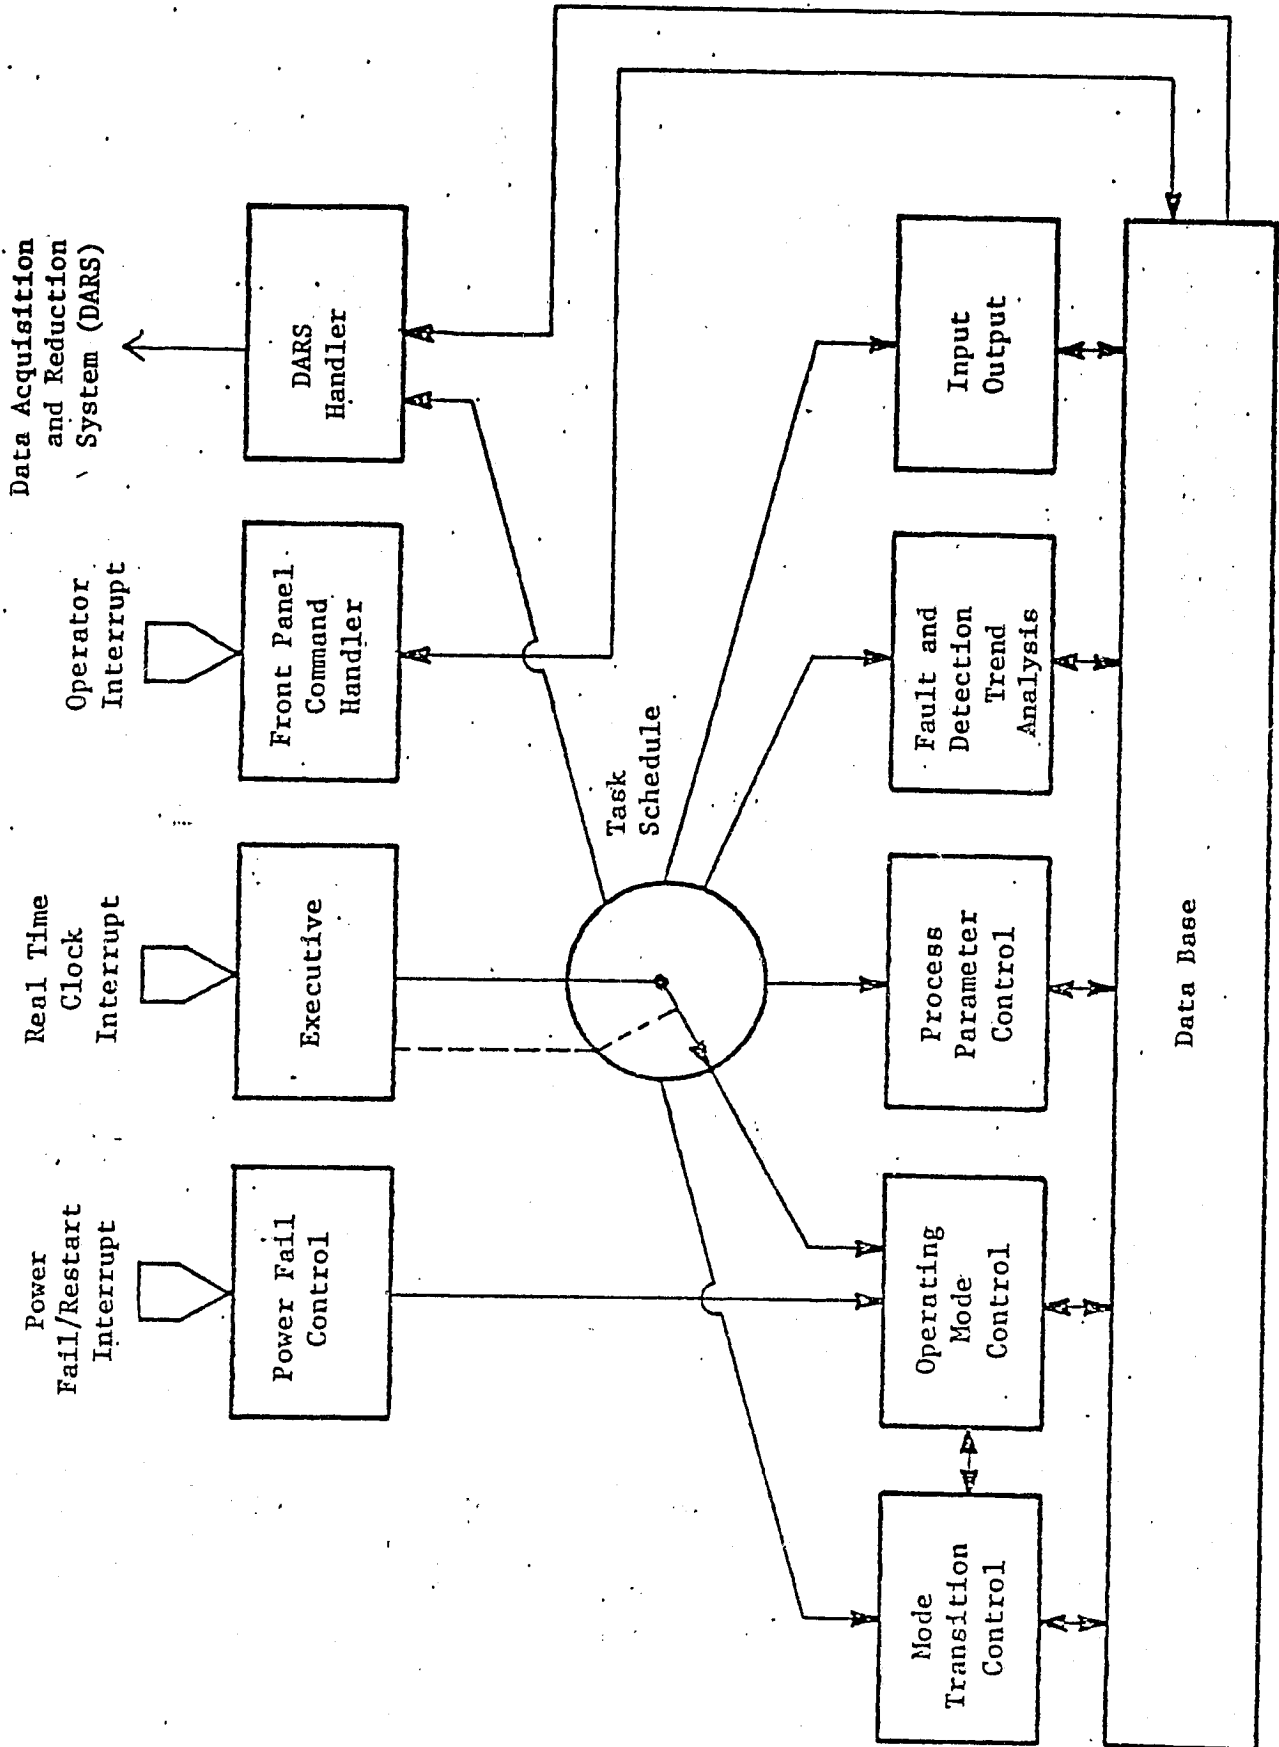 Power
Fail/Restart
Interrupt
Real Time
Clock
Interrupt
Operator
Interrupt
Data Acquisition
and Reduction
System (DARS)
Power Fail
Control
Executive
Front Panel
Command
Handler
DARS
Handler
Task
Schedule
Mode
Transition
Control
Operating
Mode
Control
Process
Parameter
Control
Fault and
Detection
Trend
Analysis
Input
Output
Data Base